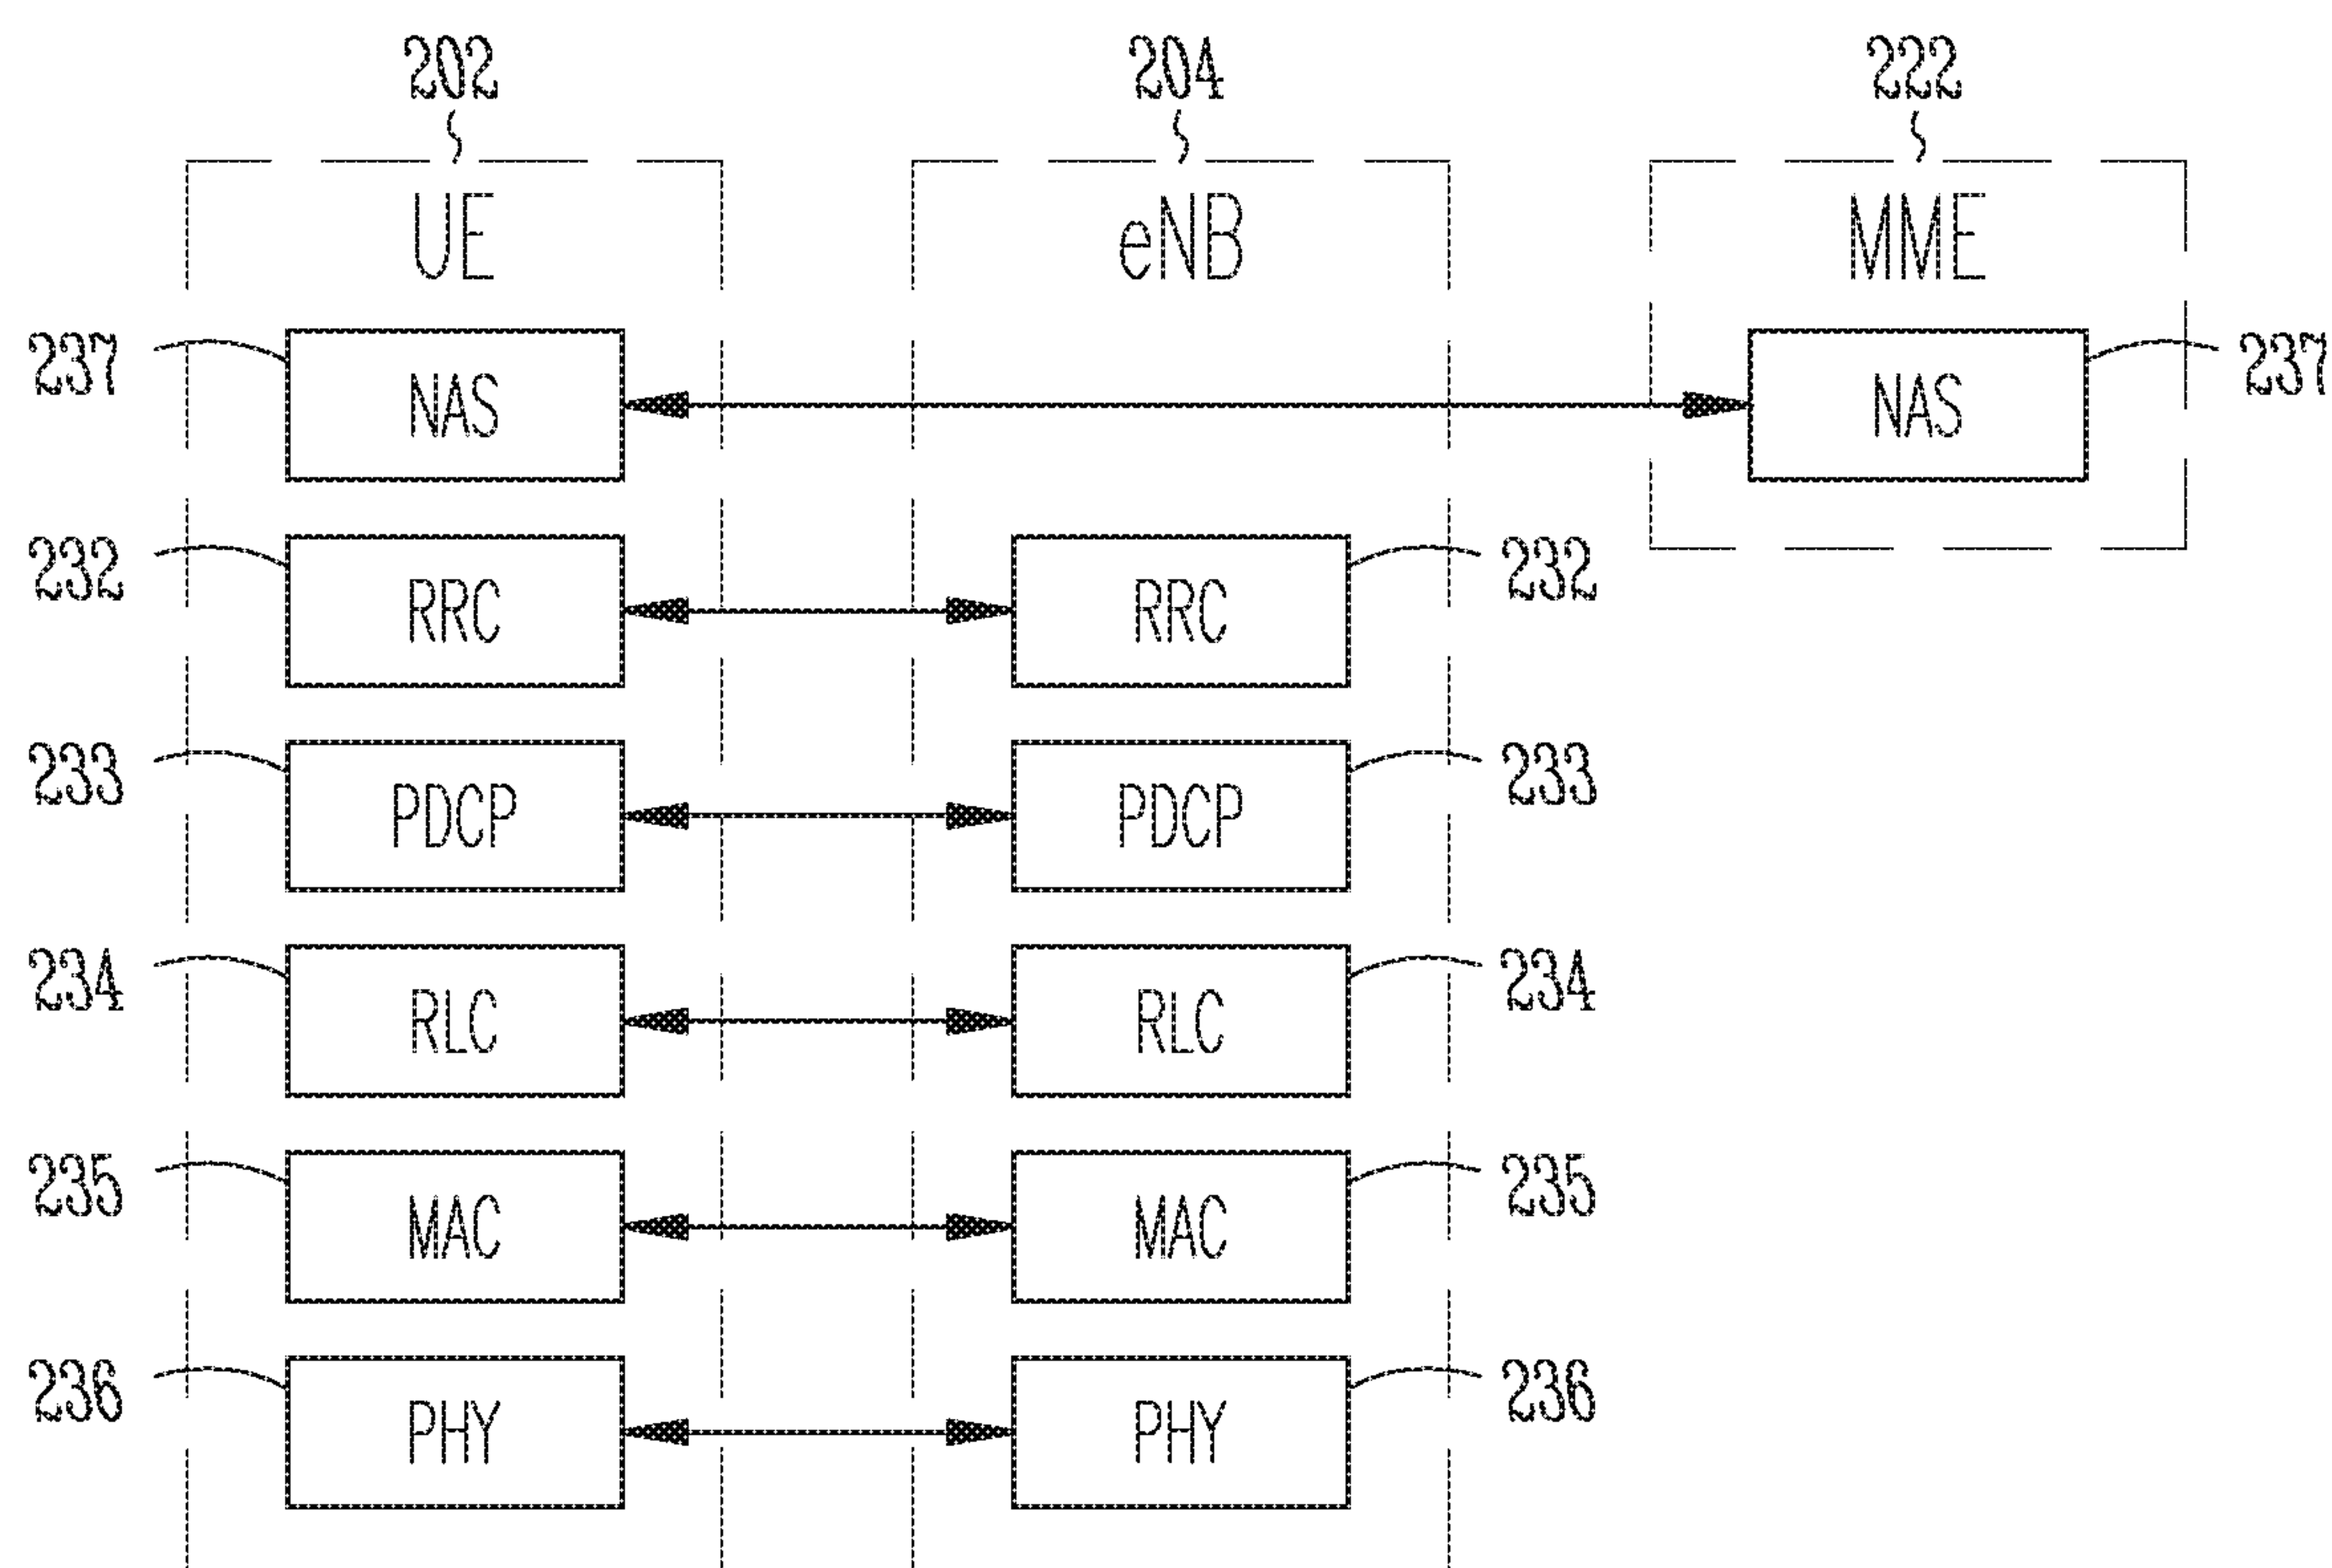 202 204 222
UE eNB MME
237 NAS NAS 237
232 RRC RRC 232
233 PDCP PDCP 233
234 RLC RLC 234
235 MAC MAC 235
236 PHY PHY 236